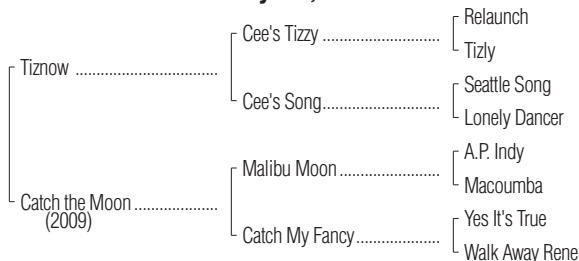 Relaunch
Cee's Tizzy
Tizly
Tiznow
Seattle Song
Cee's Song
Lonely Dancer
A.P. Indy
Malibu Moon
Macoumba
Catch the Moon
(2009)
Yes It's True
Catch My Fancy
Walk Away Rene